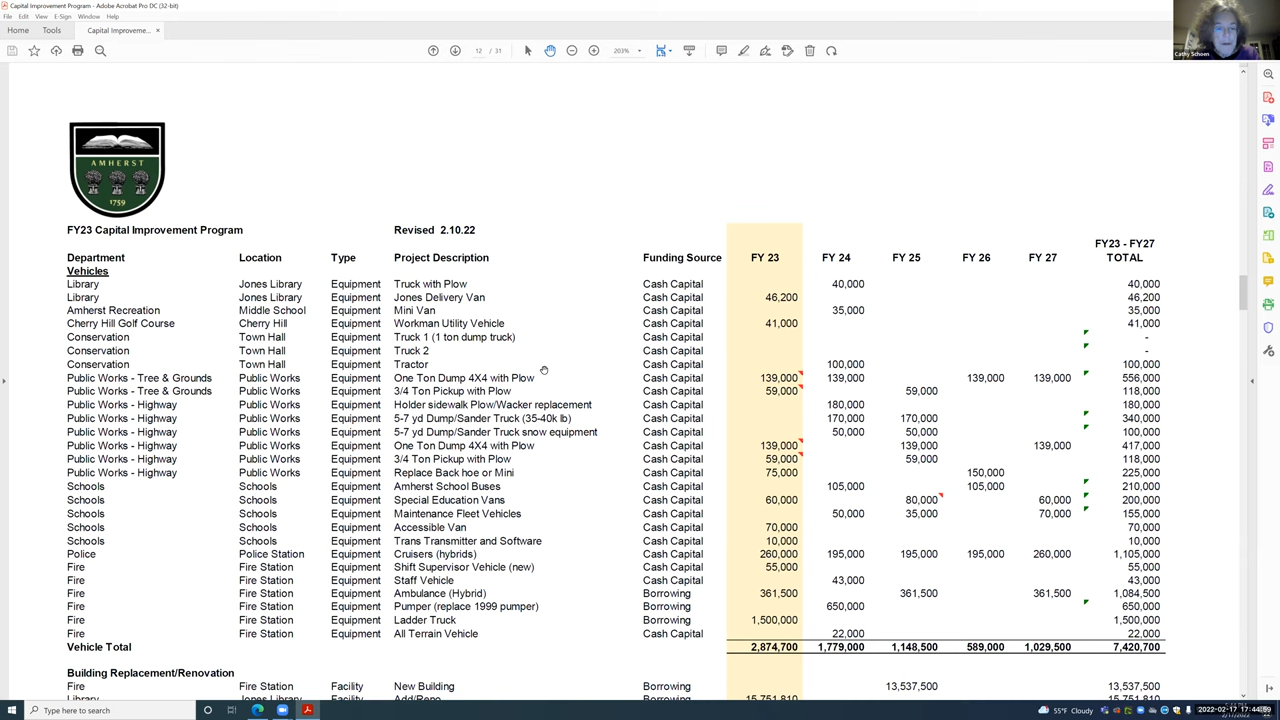 Capital Improvement Program - Adobe Acrobat Pro DC (32-bit)
File Edit View E-Sign Window Help
Home Tools Capital Improveme... ×
12 / 31 203%
Cathy Schoen
AMHERST
1759
FY23 Capital Improvement Program Revised 2.10.22
FY23 - FY27
Department Location Type Project Description Funding Source FY 23 FY 24 FY 25 FY 26 FY 27 TOTAL
Vehicles
Library Jones Library Equipment Truck with Plow Cash Capital 40,000 40,000
Library Jones Library Equipment Jones Delivery Van Cash Capital 46,200 46,200
Amherst Recreation Middle School Equipment Mini Van Cash Capital 35,000 35,000
Cherry Hill Golf Course Cherry Hill Equipment Workman Utility Vehicle Cash Capital 41,000 41,000
Conservation Town Hall Equipment Truck 1 (1 ton dump truck) Cash Capital -
Conservation Town Hall Equipment Truck 2 Cash Capital -
Conservation Town Hall Equipment Tractor Cash Capital 100,000 100,000
Public Works - Tree & Grounds Public Works Equipment One Ton Dump 4X4 with Plow Cash Capital 139,000 139,000 139,000 139,000 556,000
Public Works - Tree & Grounds Public Works Equipment 3/4 Ton Pickup with Plow Cash Capital 59,000 59,000 118,000
Public Works - Highway Public Works Equipment Holder sidewalk Plow/Wacker replacement Cash Capital 180,000 180,000
Public Works - Highway Public Works Equipment 5-7 yd Dump/Sander Truck (35-40k lb) Cash Capital 170,000 170,000 340,000
Public Works - Highway Public Works Equipment 5-7 yd Dump/Sander Truck snow equipment Cash Capital 50,000 50,000 100,000
Public Works - Highway Public Works Equipment One Ton Dump 4X4 with Plow Cash Capital 139,000 139,000 139,000 417,000
Public Works - Highway Public Works Equipment 3/4 Ton Pickup with Plow Cash Capital 59,000 59,000 118,000
Public Works - Highway Public Works Equipment Replace Back hoe or Mini Cash Capital 75,000 150,000 225,000
Schools Schools Equipment Amherst School Buses Cash Capital 105,000 105,000 210,000
Schools Schools Equipment Special Education Vans Cash Capital 60,000 80,000 60,000 200,000
Schools Schools Equipment Maintenance Fleet Vehicles Cash Capital 50,000 35,000 70,000 155,000
Schools Schools Equipment Accessible Van Cash Capital 70,000 70,000
Schools Schools Equipment Trans Transmitter and Software Cash Capital 10,000 10,000
Police Police Station Equipment Cruisers (hybrids) Cash Capital 260,000 195,000 195,000 195,000 260,000 1,105,000
Fire Fire Station Equipment Shift Supervisor Vehicle (new) Cash Capital 55,000 55,000
Fire Fire Station Equipment Staff Vehicle Cash Capital 43,000 43,000
Fire Fire Station Equipment Ambulance (Hybrid) Cash Capital 361,500 361,500 361,500 1,084,500
Fire Fire Station Equipment Pumper (replace 1999 pumper) Borrowing 650,000 650,000
Fire Fire Station Equipment Ladder Truck Borrowing 1,500,000 1,500,000
Fire Fire Station Equipment All Terrain Vehicle Cash Capital 22,000 22,000
Vehicle Total 2,874,700 1,779,000 1,148,500 589,000 1,029,500 7,420,700
Building Replacement/Renovation
Fire Fire Station Facility New Building Borrowing 13,537,500 13,537,500
Library Jones Library Facility Add/Reno Borrowing 15,751,810 15,751,810
Type here to search 55°F Cloudy 2022-02-17 17:44:59